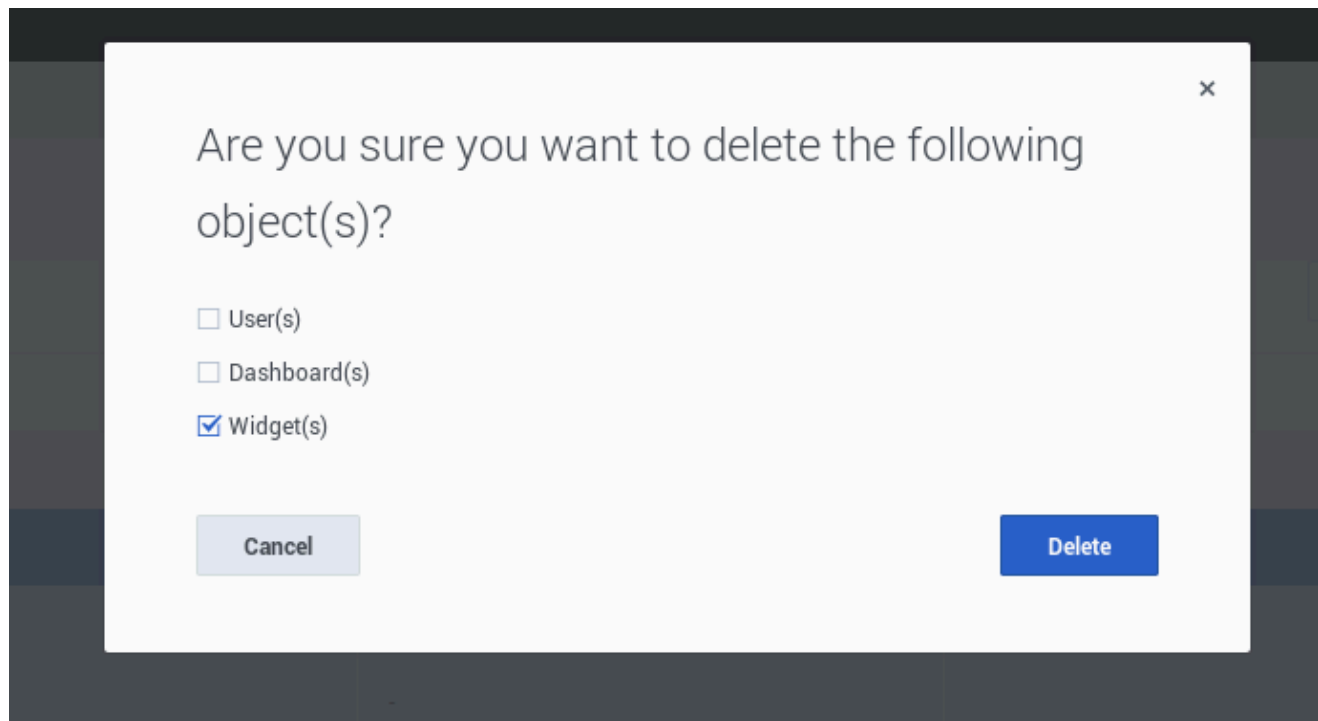 Are you sure you want to delete the following
object(s)?
User(s)
Dashboard(s)
Widget(s)
Cancel
Delete